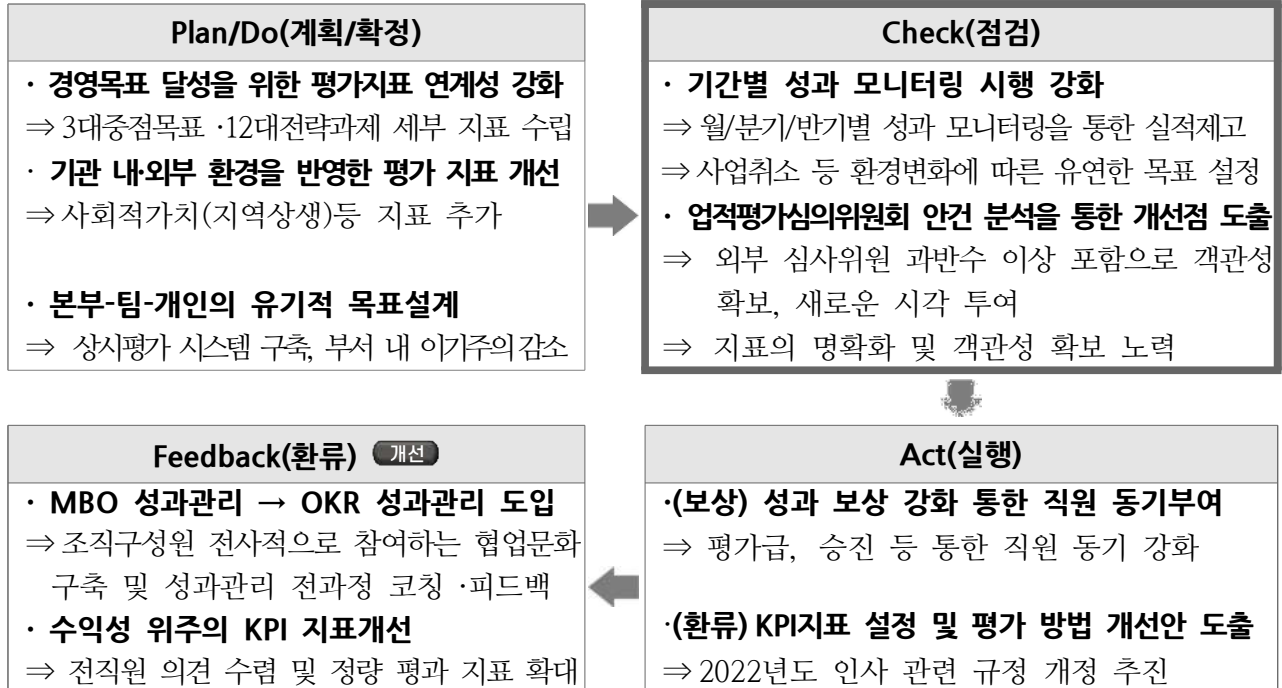 Plan/Do(계획/확정)
· 경영목표 달성을 위한 평가지표 연계성 강화
⇒ 3대중점목표 ·12대전략과제 세부 지표 수립
· 기관 내·외부 환경을 반영한 평가 지표 개선
⇒ 사회적가치(지역상생)등 지표 추가
· 본부-팀-개인의 유기적 목표설계
⇒ 상시평가 시스템 구축, 부서 내 이기주의 감소
Check(점검)
· 기간별 성과 모니터링 시행 강화
⇒ 월/분기/반기별 성과 모니터링을 통한 실적제고
⇒ 사업취소 등 환경변화에 따른 유연한 목표 설정
· 업적평가심의위원회 안건 분석을 통한 개선점 도출
⇒ 외부 심사위원 과반수 이상 포함으로 객관성
확보, 새로운 시각 투여
⇒ 지표의 명확화 및 객관성 확보 노력
Feedback(환류) 개선
· MBO 성과관리 → OKR 성과관리 도입
⇒ 조직구성원 전사적으로 참여하는 협업문화
구축 및 성과관리 전과정 코칭 ·피드백
· 수익성 위주의 KPI 지표개선
⇒ 전직원 의견 수렴 및 정량 평과 지표 확대
Act(실행)
·(보상) 성과 보상 강화 통한 직원 동기부여
⇒ 평가급, 승진 등 통한 직원 동기 강화
·(환류) KPI지표 설정 및 평가 방법 개선안 도출
⇒ 2022년도 인사 관련 규정 개정 추진